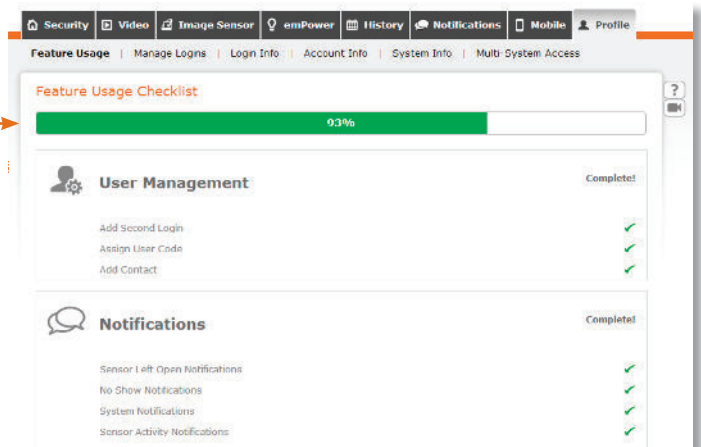 Security Video Image Sensor emPower History Notifications Mobile Profile
Feature Usage | Manage Logins | Login Info | Account Info | System Info | Multi-System Access
Feature Usage Checklist
?
93%
User Management Complete!
Add Second Login
Assign User Code
Add Contact
Notifications Complete!
Sensor Left Open Notifications
No Show Notifications
System Notifications
Sensor Activity Notifications